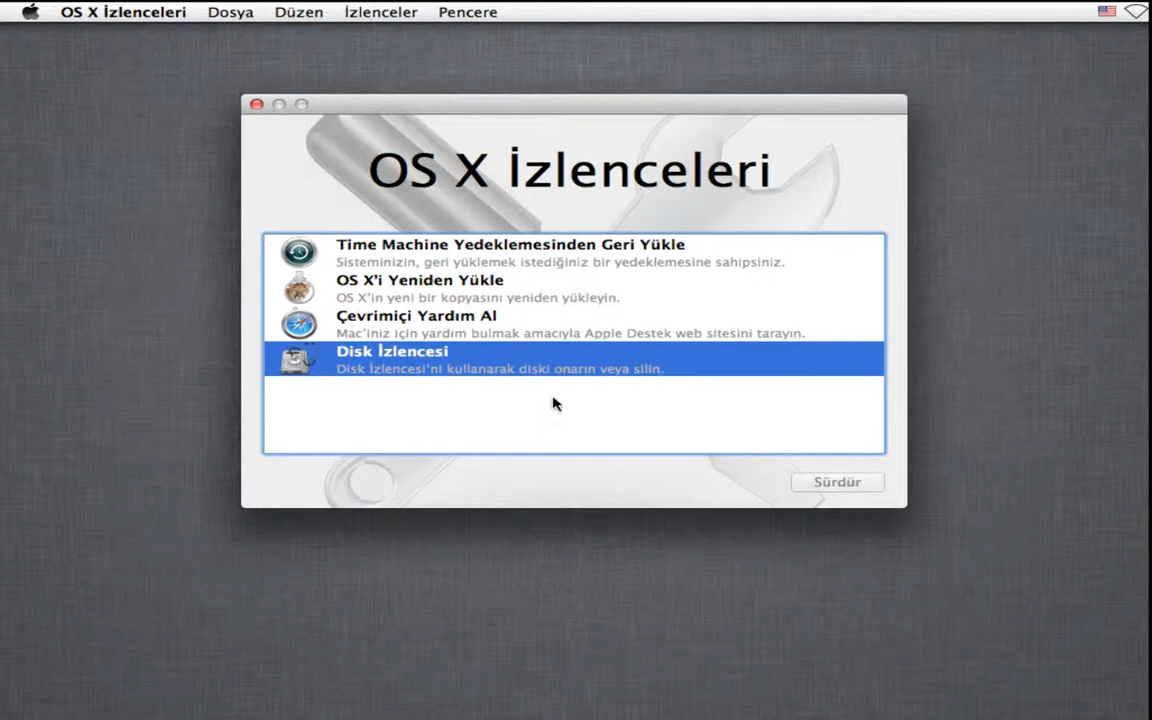 OS X İzlenceleri Dosya Düzen İzlenceler Pencere
OS X İzlenceleri
Time Machine Yedeklemesinden Geri Yükle
Sisteminizin, geri yüklemek istediğiniz bir yedeklemesine sahipsiniz.
OS X'i Yeniden Yükle
OS X'in yeni bir kopyasını yeniden yükleyin.
Çevrimiçi Yardım Al
Mac'iniz için yardım bulmak amacıyla Apple Destek web sitesini tarayın.
Disk İzlencesi
Disk İzlencesi'ni kullanarak diski onarın veya silin.
Sürdür